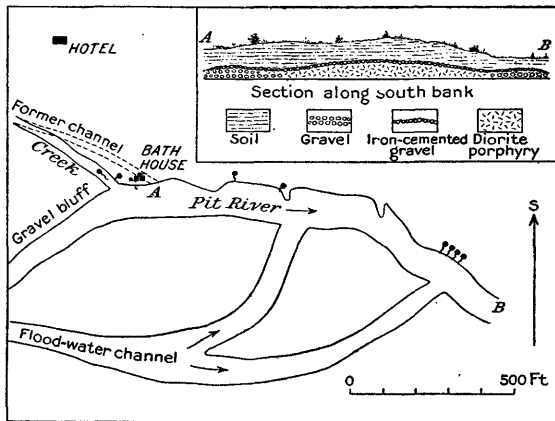 HOTEL
A
B
Section along south bank
Soil
Gravel
Iron-cemented
gravel
Diorite
porphyry
Former channel
Creek
BATH
HOUSE
A
Gravel bluff
Pit River
S
B
Flood-water channel
0
500 Ft